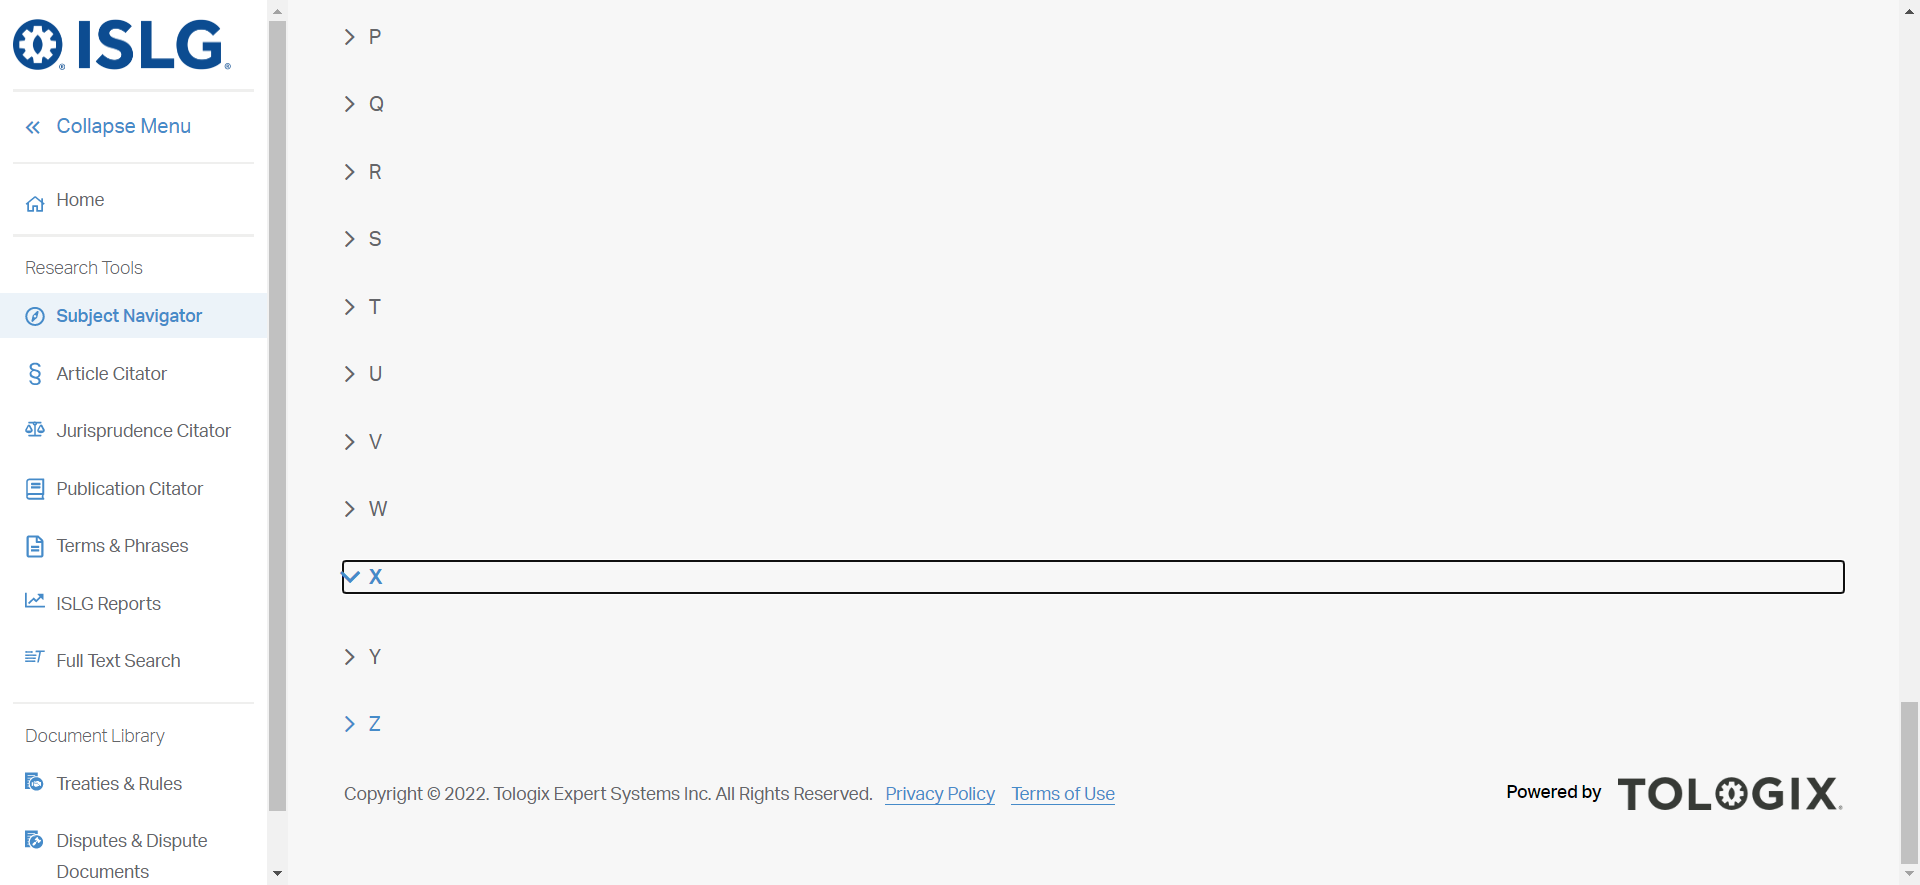 ISLG
Collapse Menu
Home
Research Tools
Subject Navigator
Article Citator
Jurisprudence Citator
Publication Citator
Terms & Phrases
ISLG Reports
Full Text Search
Document Library
Treaties & Rules
Disputes & Dispute
Documents
P
Q
R
S
T
U
V
W
X
Y
Z
Copyright © 2022. Tologix Expert Systems Inc. All Rights Reserved. Privacy Policy Terms of Use
Powered by TOLOGIX